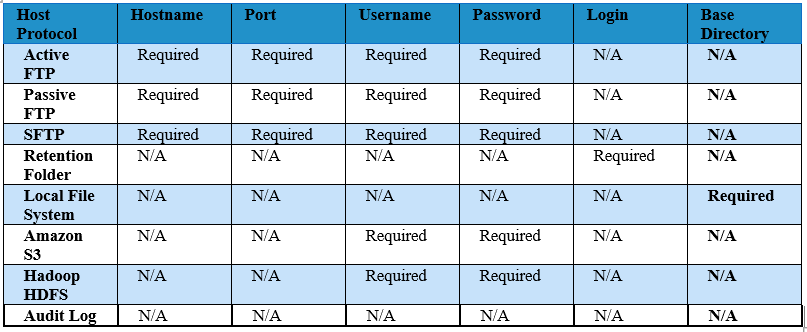 Host Protocol Hostname Port Username Password Login Base Directory
Active FTP Required Required Required Required N/A N/A
Passive FTP Required Required Required Required N/A N/A
SFTP Required Required Required Required N/A N/A
Retention Folder N/A N/A N/A N/A Required N/A
Local File System N/A N/A N/A N/A N/A Required
Amazon S3 N/A N/A Required Required N/A N/A
Hadoop HDFS N/A N/A Required Required N/A N/A
Audit Log N/A N/A N/A N/A N/A N/A